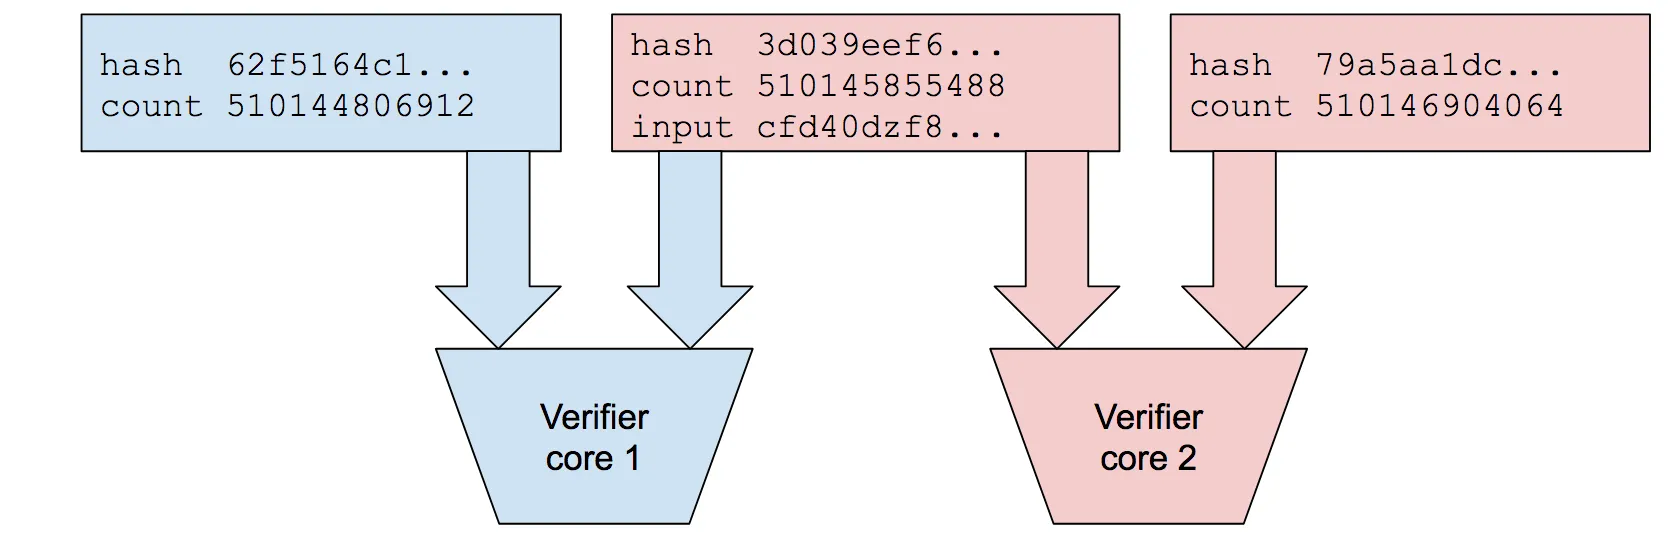 hash 62f5164c1...
count 510144806912
hash 3d039eef6...
count 510145855488
input cfd40dzf8...
hash 79a5aa1dc...
count 510146904064
Verifier
core 1
Verifier
core 2